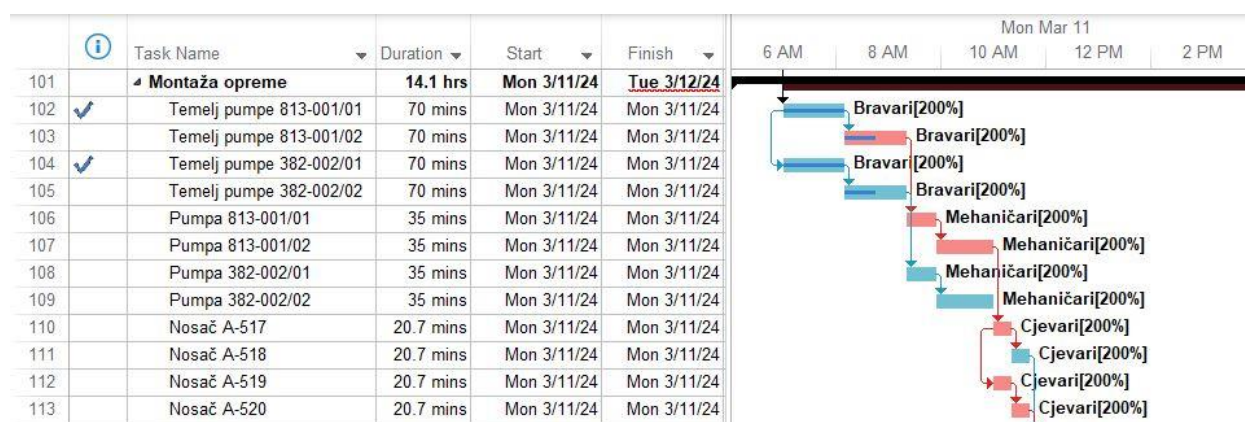 Mon Mar 11
Task Name Duration Start Finish 6 AM 8 AM 10 AM 12 PM 2 PM
101 Montaža opreme 14.1 hrs Mon 3/11/24 Tue 3/12/24
102 Temelj pumpe 813-001/01 70 mins Mon 3/11/24 Mon 3/11/24 Bravari[200%]
103 Temelj pumpe 813-001/02 70 mins Mon 3/11/24 Mon 3/11/24 Bravari[200%]
104 Temelj pumpe 382-002/01 70 mins Mon 3/11/24 Mon 3/11/24 Bravari[200%]
105 Temelj pumpe 382-002/02 70 mins Mon 3/11/24 Mon 3/11/24 Bravari[200%]
106 Pumpa 813-001/01 35 mins Mon 3/11/24 Mon 3/11/24 Mehaničari[200%]
107 Pumpa 813-001/02 35 mins Mon 3/11/24 Mon 3/11/24 Mehaničari[200%]
108 Pumpa 382-002/01 35 mins Mon 3/11/24 Mon 3/11/24 Mehaničari[200%]
109 Pumpa 382-002/02 35 mins Mon 3/11/24 Mon 3/11/24 Mehaničari[200%]
110 Nosač A-517 20.7 mins Mon 3/11/24 Mon 3/11/24 Cjevari[200%]
111 Nosač A-518 20.7 mins Mon 3/11/24 Mon 3/11/24 Cjevari[200%]
112 Nosač A-519 20.7 mins Mon 3/11/24 Mon 3/11/24 Cjevari[200%]
113 Nosač A-520 20.7 mins Mon 3/11/24 Mon 3/11/24 Cjevari[200%]